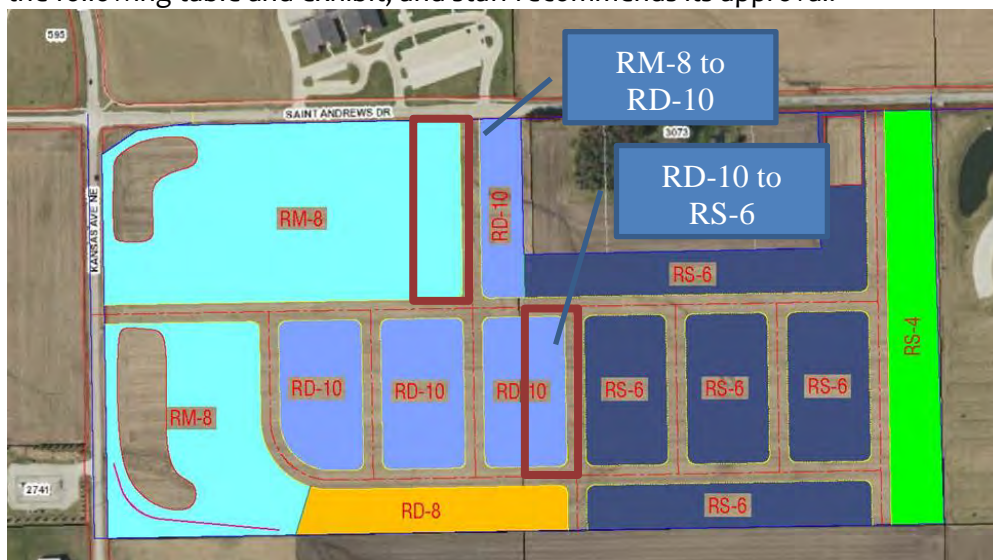 the following table and exhibit, and staff recommends its approval.
595
RM-8 to
RD-10
SAINT ANDREWS DR
3073
RD-10 to
RS-6
KANSAS AVE NE
RM-8
RD-10
RS-6
RS-4
RD-10
RD-10
RD-10
RS-6
RS-6
RS-6
RM-8
2741
RD-8
RS-6